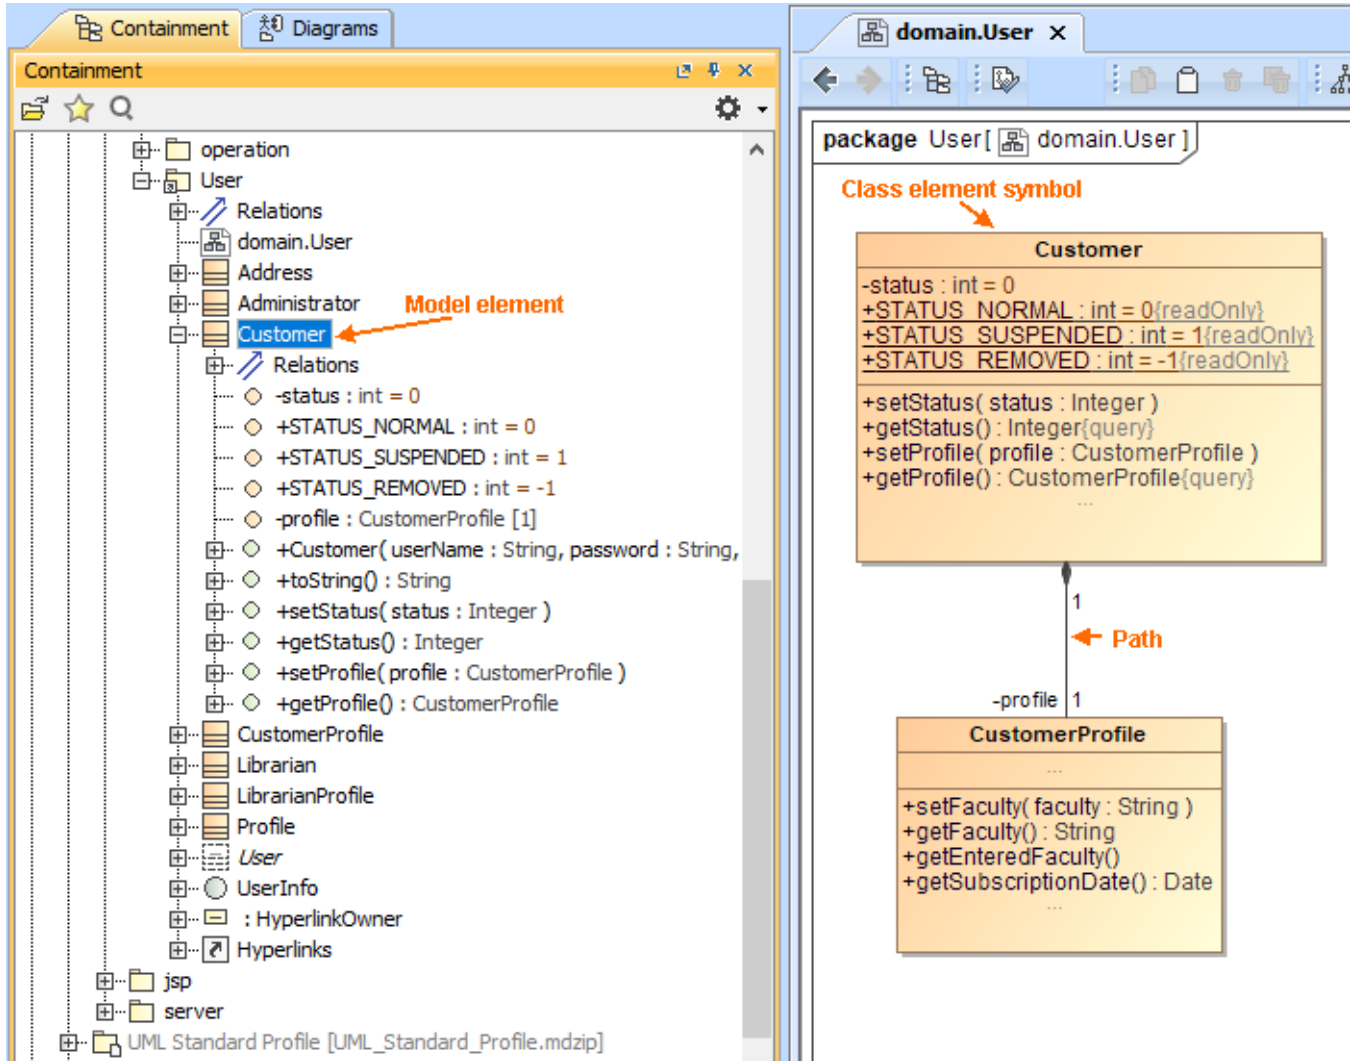 Containment
Diagrams
Containment
operation
User
Relations
domain.User
Address
Administrator
Model element
Customer
Relations
-status : int = 0
+STATUS_NORMAL : int = 0
+STATUS_SUSPENDED : int = 1
+STATUS_REMOVED : int = -1
-profile : CustomerProfile [1]
+Customer( userName : String, password : String,
+toString() : String
+setStatus( status : Integer )
+getStatus() : Integer
+setProfile( profile : CustomerProfile )
+getProfile() : CustomerProfile
CustomerProfile
Librarian
LibrarianProfile
Profile
User
UserInfo
: HyperlinkOwner
Hyperlinks
jsp
server
UML Standard Profile [UML_Standard_Profile.mdzip]
domain.User
package User[ domain.User ]
Class element symbol
Customer
-status : int = 0
+STATUS_NORMAL : int = 0{readOnly}
+STATUS_SUSPENDED : int = 1{readOnly}
+STATUS_REMOVED : int = -1{readOnly}
+setStatus( status : Integer )
+getStatus() : Integer{query}
+setProfile( profile : CustomerProfile )
+getProfile() : CustomerProfile{query}
...
1
Path
-profile 1
CustomerProfile
...
+setFaculty( faculty : String )
+getFaculty() : String
+getEnteredFaculty()
+getSubscriptionDate() : Date
...